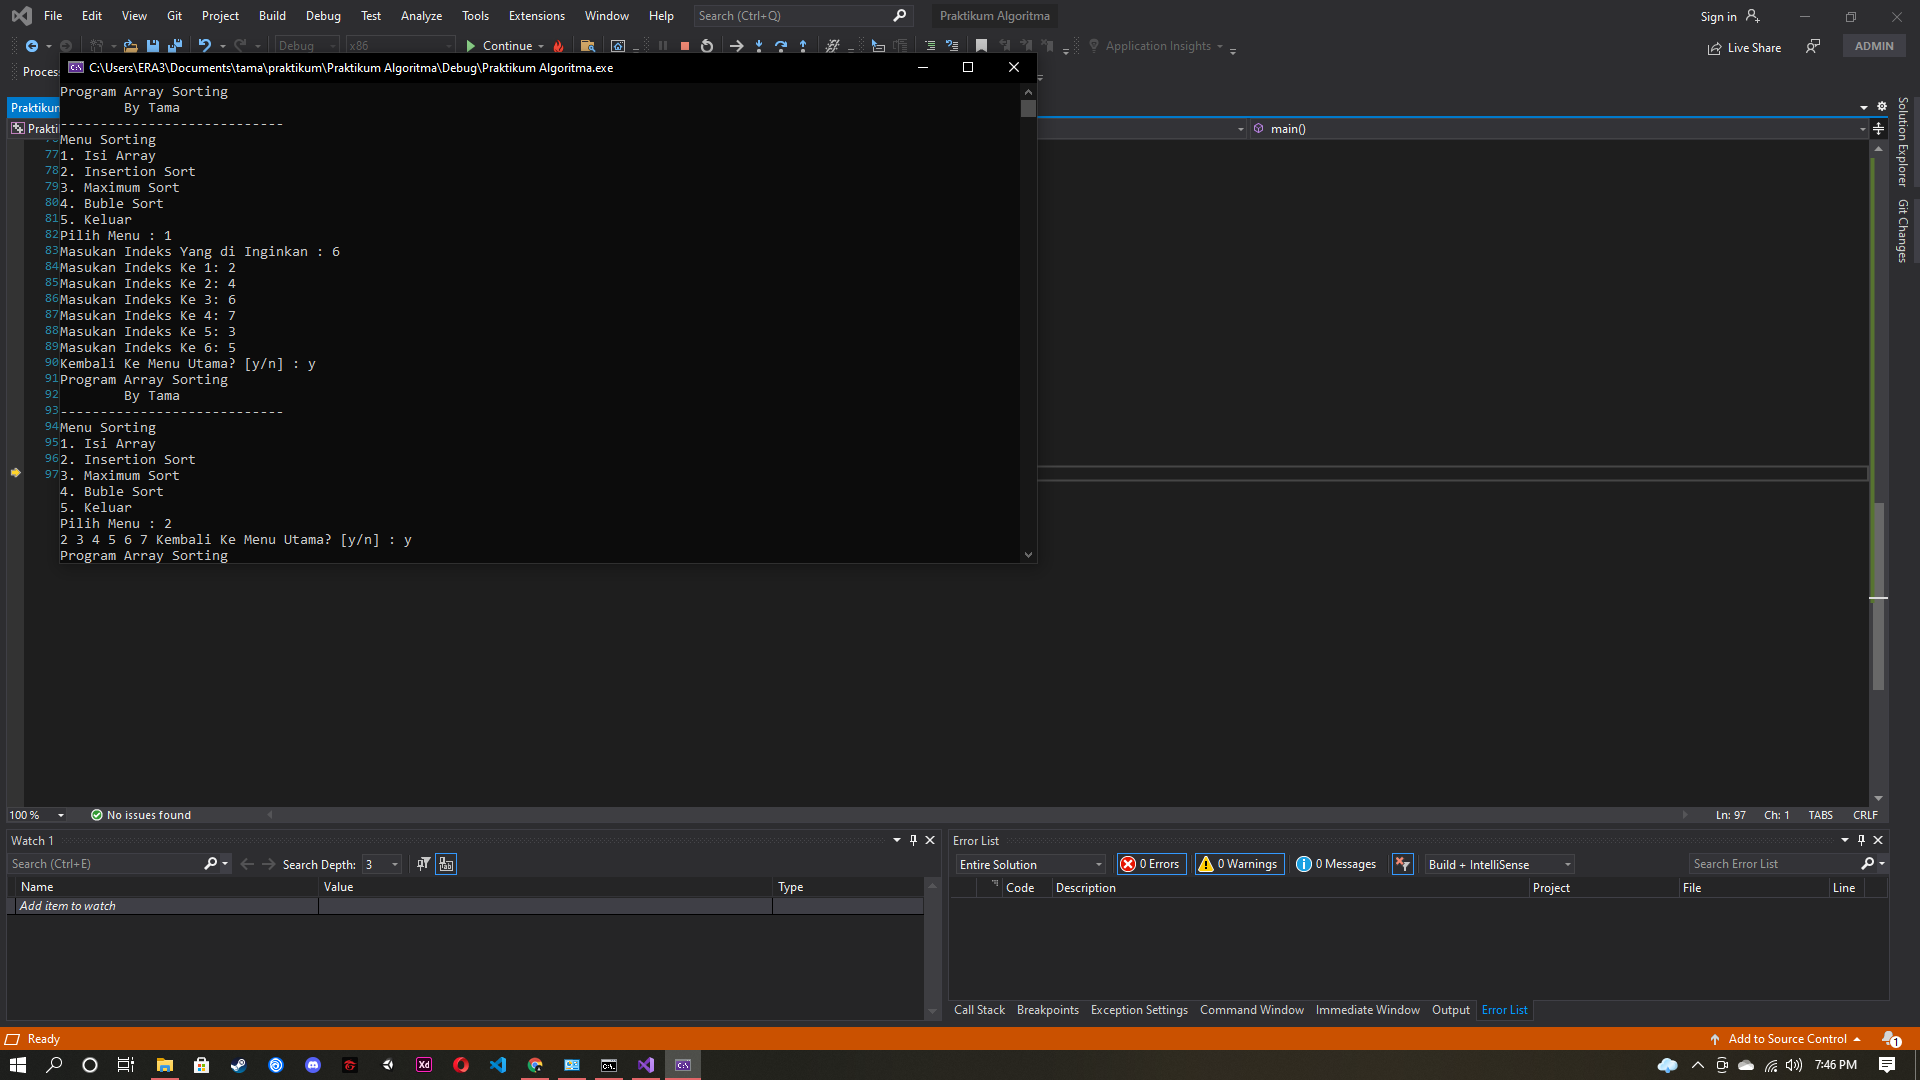 File Edit View Git Project Build Debug Test Analyze Tools Extensions Window Help Search (Ctrl+Q) Praktikum Algoritma Sign in
Debug x86 Continue Application Insights Live Share ADMIN
Proces
C:\Users\ERA3\Documents\tama\praktikum\Praktikum Algoritma\Debug\Praktikum Algoritma.exe
Praktikum
Prakti
main()
Solution Explorer
Git Changes
Program Array Sorting
By Tama
----------------------------
Menu Sorting
77 1. Isi Array
78 2. Insertion Sort
79 3. Maximum Sort
80 4. Buble Sort
81 5. Keluar
82 Pilih Menu : 1
83 Masukan Indeks Yang di Inginkan : 6
84 Masukan Indeks Ke 1: 2
85 Masukan Indeks Ke 2: 4
86 Masukan Indeks Ke 3: 6
87 Masukan Indeks Ke 4: 7
88 Masukan Indeks Ke 5: 3
89 Masukan Indeks Ke 6: 5
90 Kembali Ke Menu Utama? [y/n] : y
91 Program Array Sorting
92 By Tama
93 ----------------------------
94 Menu Sorting
95 1. Isi Array
96 2. Insertion Sort
97 3. Maximum Sort
4. Buble Sort
5. Keluar
Pilih Menu : 2
2 3 4 5 6 7 Kembali Ke Menu Utama? [y/n] : y
Program Array Sorting
100 % No issues found Ln: 97 Ch: 1 TABS CRLF
Watch 1
Search (Ctrl+E) Search Depth: 3
Name Value Type
Add item to watch
Error List
Entire Solution 0 Errors 0 Warnings 0 Messages Build + IntelliSense Search Error List
Code Description Project File Line
Call Stack Breakpoints Exception Settings Command Window Immediate Window Output Error List
Ready Add to Source Control 1
Xd 7:46 PM